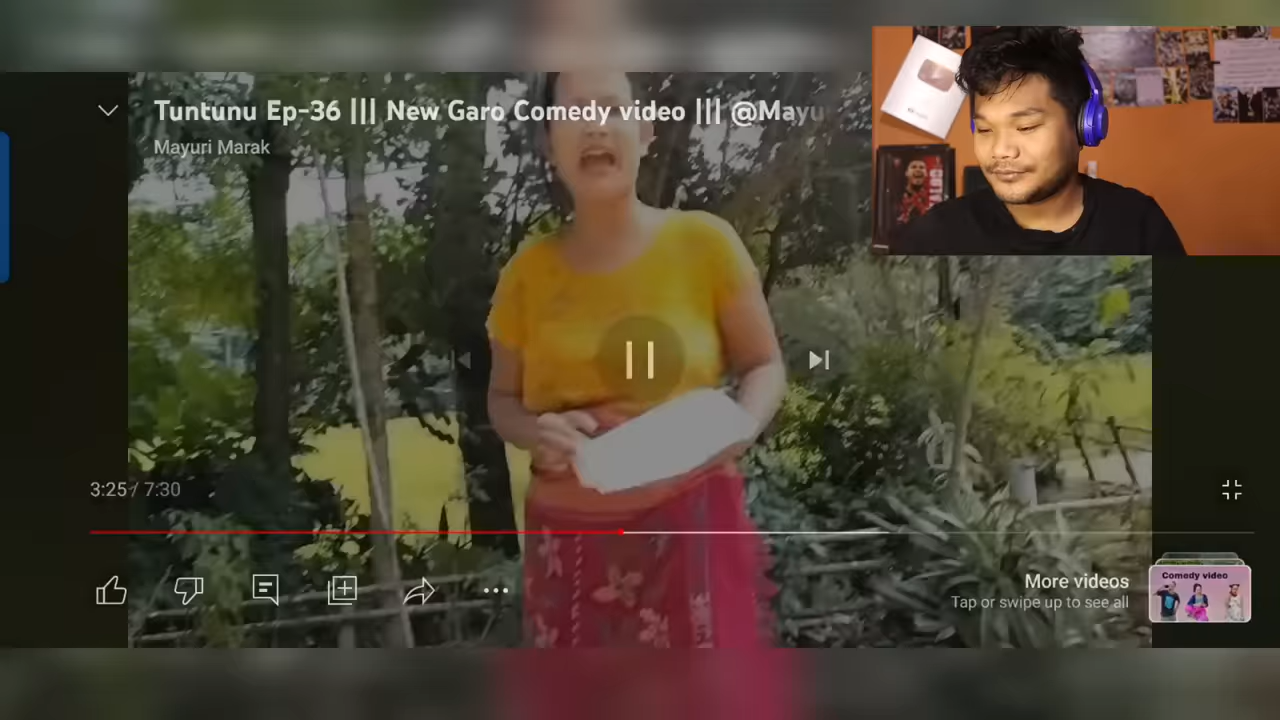 Tuntunu Ep-36 ||| New Garo Comedy video ||| @Mayu
Mayuri Marak
3:25 / 7:30
More videos
Tap or swipe up to see all
Comedy video